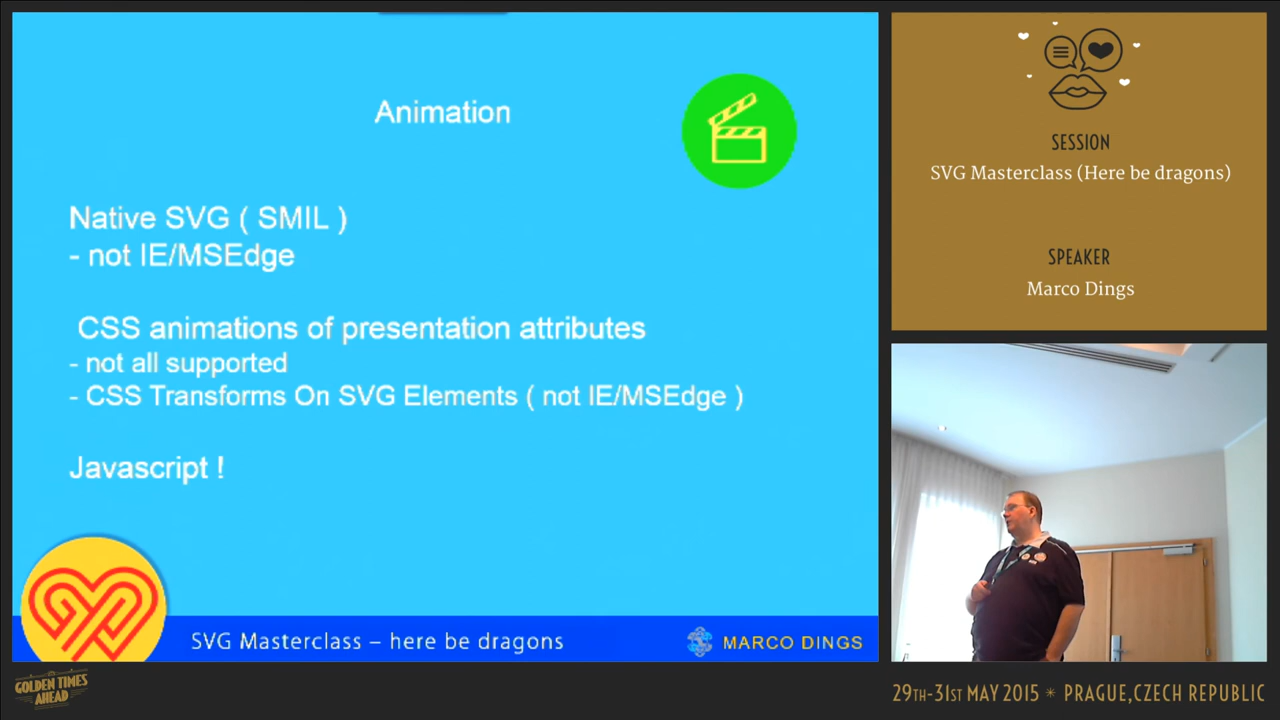 Animation
Native SVG ( SMIL )
- not IE/MSEdge
CSS animations of presentation attributes
- not all supported
- CSS Transforms On SVG Elements ( not IE/MSEdge )
Javascript !
SVG Masterclass – here be dragons
MARCO DINGS
SESSION
SVG Masterclass (Here be dragons)
SPEAKER
Marco Dings
GOLDEN TIMES
AHEAD
29TH-31ST MAY 2015 * PRAGUE,CZECH REPUBLIC